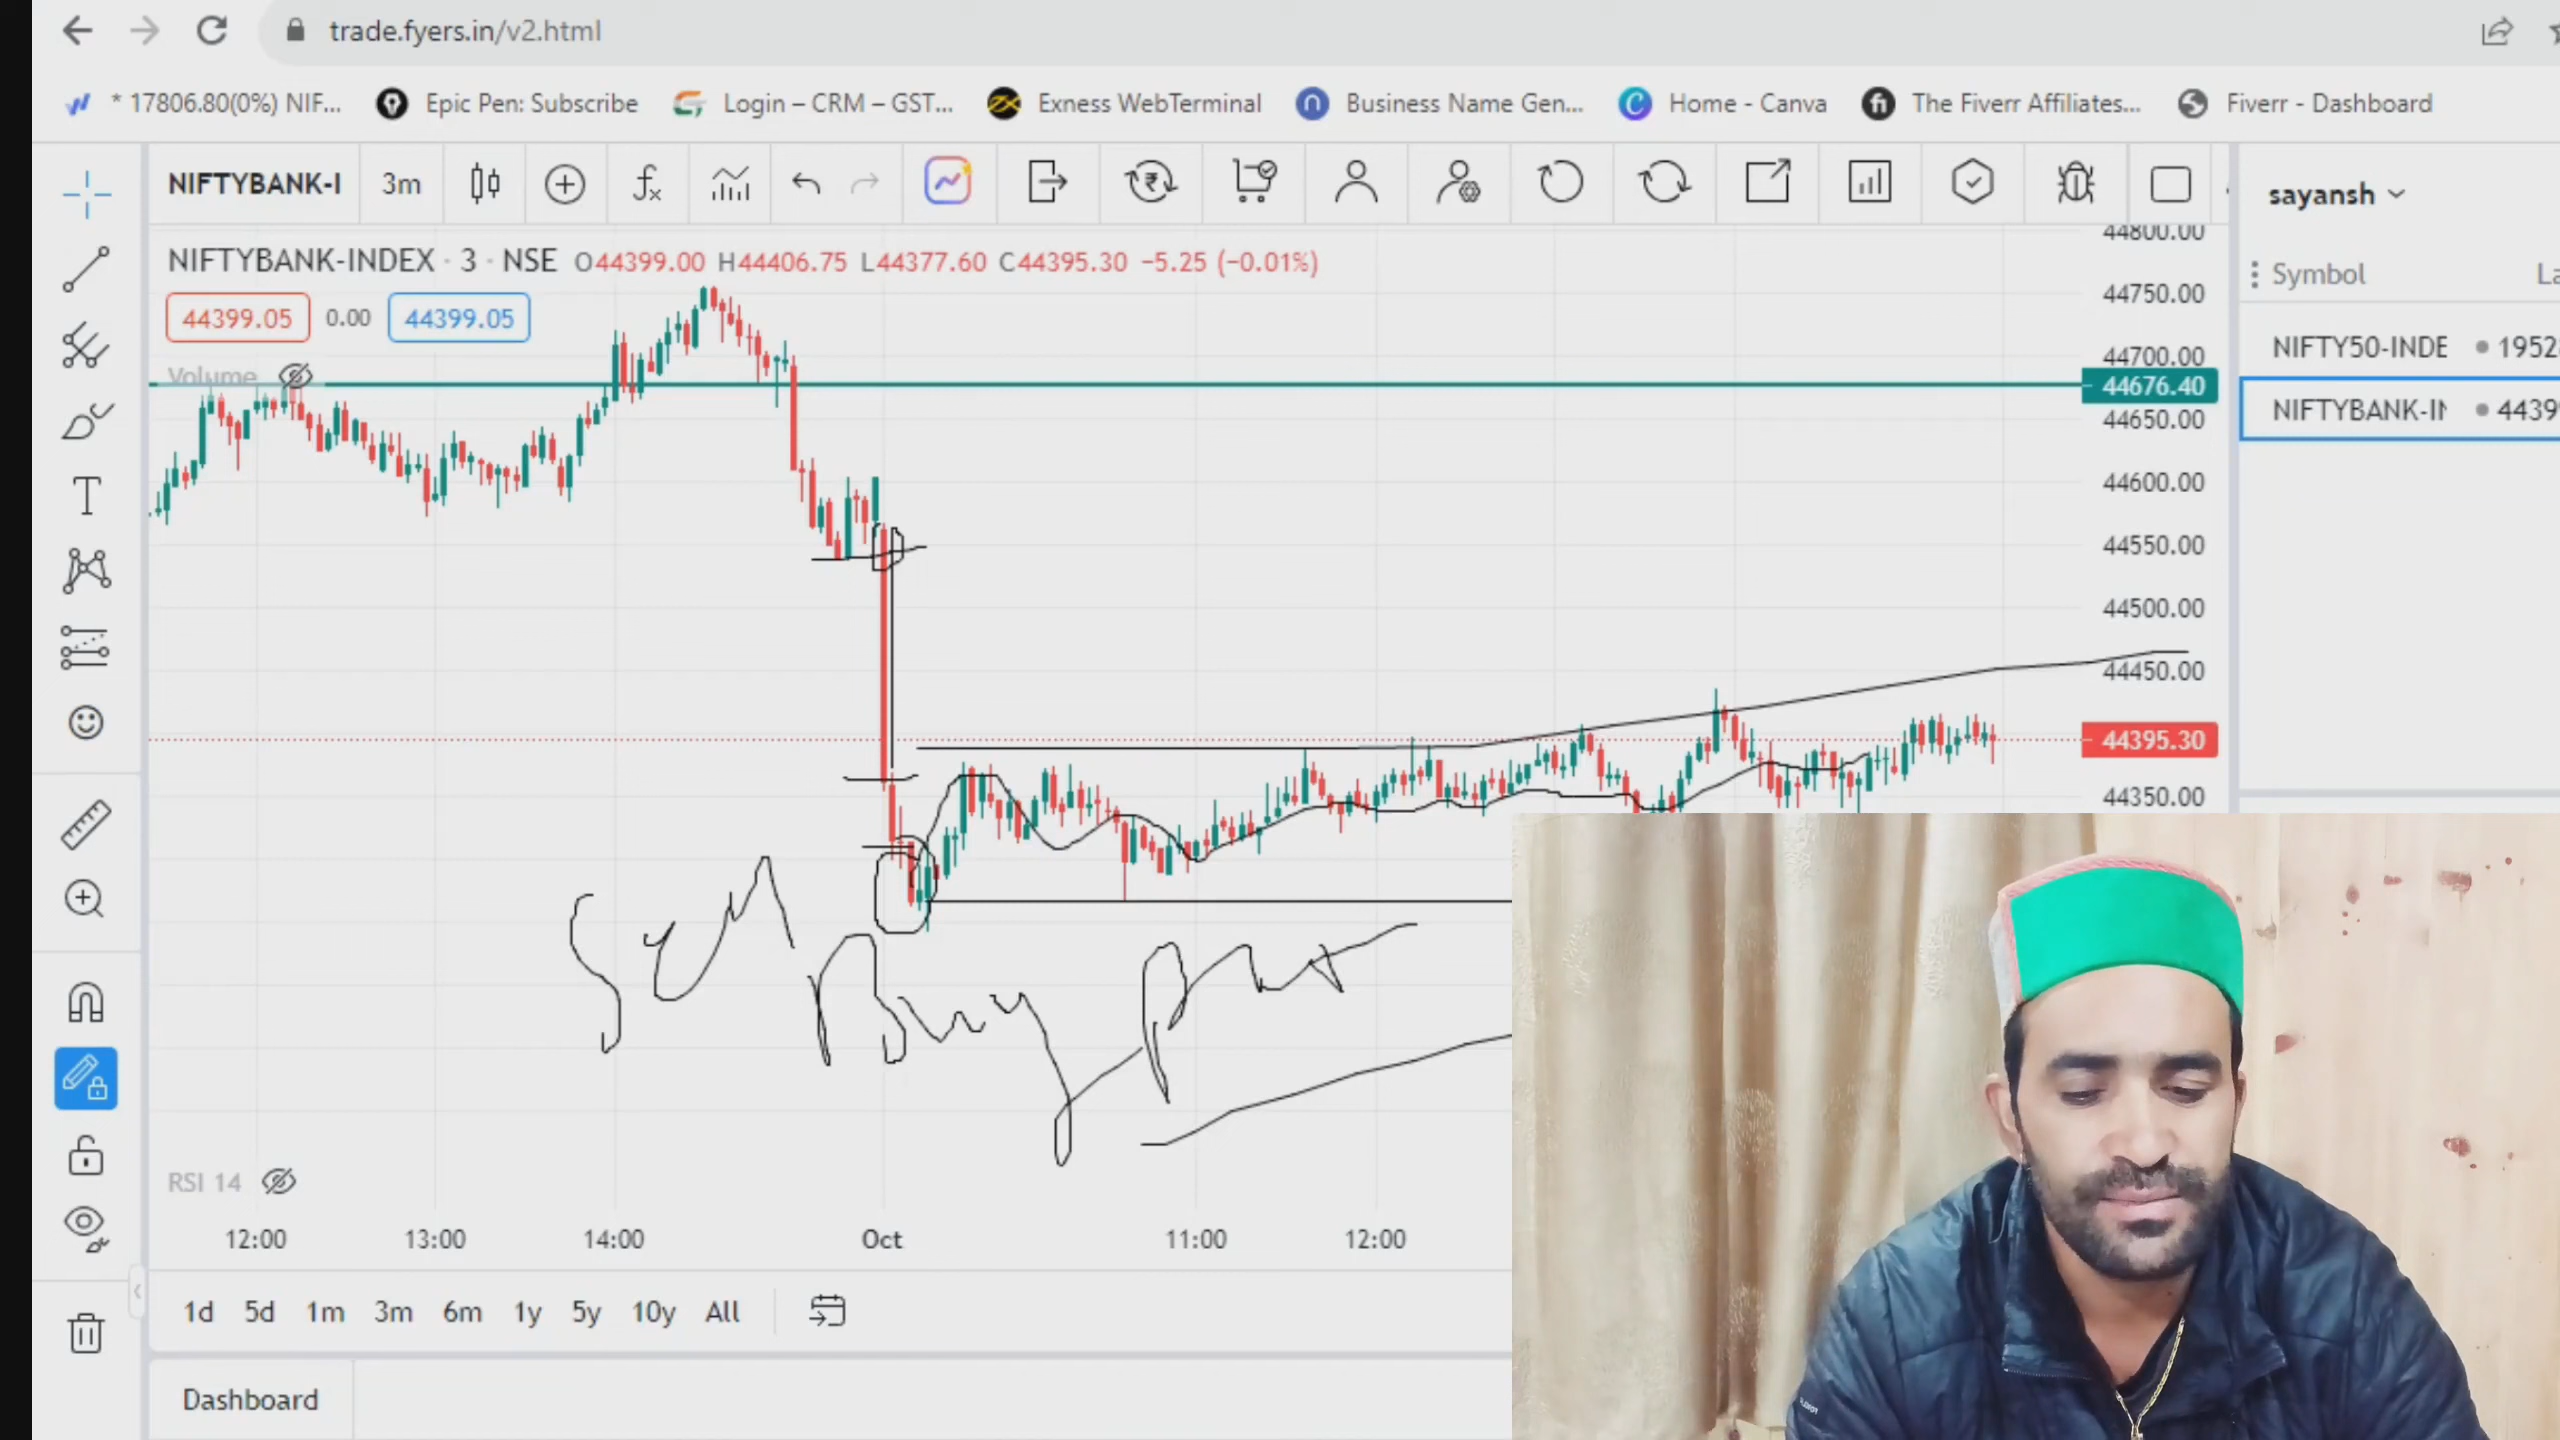 trade.fyers.in/v2.html
* 17806.80(0%) NIF... Epic Pen: Subscribe Login – CRM – GST... Exness WebTerminal Business Name Gen... Home - Canva The Fiverr Affiliates... Fiverr - Dashboard
NIFTYBANK-I 3m
sayansh
NIFTYBANK-INDEX · 3 · NSE O44399.00 H44406.75 L44377.60 C44395.30 −5.25 (−0.01%)
44399.05 0.00 44399.05
Volume
Symbol La
NIFTY50-INDE 1952
NIFTYBANK-IN 4439
44800.00
44750.00
44700.00
44676.40
44650.00
44600.00
44550.00
44500.00
44450.00
44395.30
44350.00
Sell
Buy put
RSI 14
12:00 13:00 14:00 Oct 11:00 12:00
1d 5d 1m 3m 6m 1y 5y 10y All
Dashboard